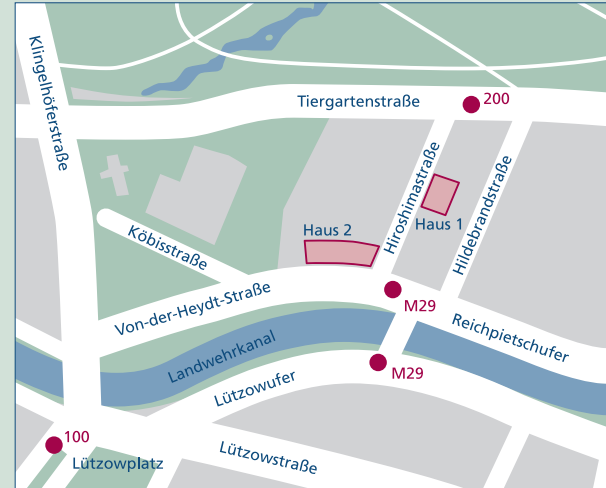 Klingelhöferstraße
Tiergartenstraße
200
Hiroshimastraße
Hildebrandstraße
Haus 1
Haus 2
Köbisstraße
Von-der-Heydt-Straße
M29
Reichpietschufer
Landwehrkanal
M29
Lützowufer
100
Lützowplatz
Lützowstraße